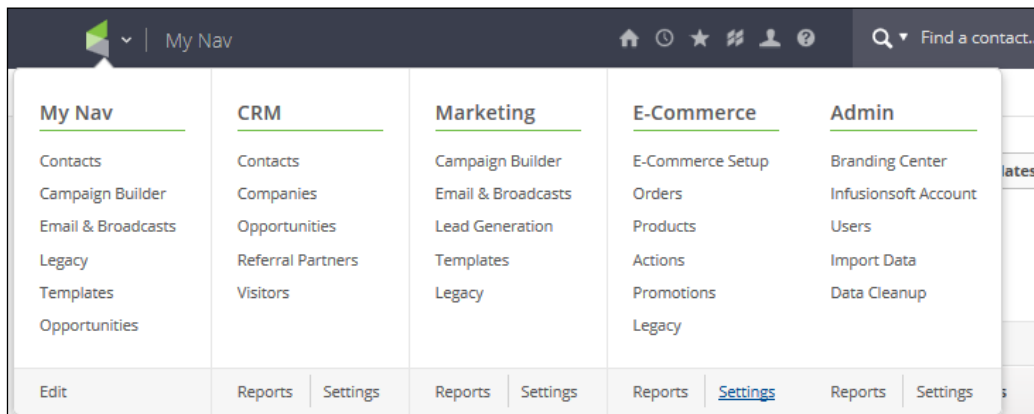 My Nav
Find a contact..
My Nav
Contacts
Campaign Builder
Email & Broadcasts
Legacy
Templates
Opportunities
Edit
CRM
Contacts
Companies
Opportunities
Referral Partners
Visitors
Reports Settings
Marketing
Campaign Builder
Email & Broadcasts
Lead Generation
Templates
Legacy
Reports Settings
E-Commerce
E-Commerce Setup
Orders
Products
Actions
Promotions
Legacy
Reports Settings
Admin
Branding Center
Infusionsoft Account
Users
Import Data
Data Cleanup
Reports Settings